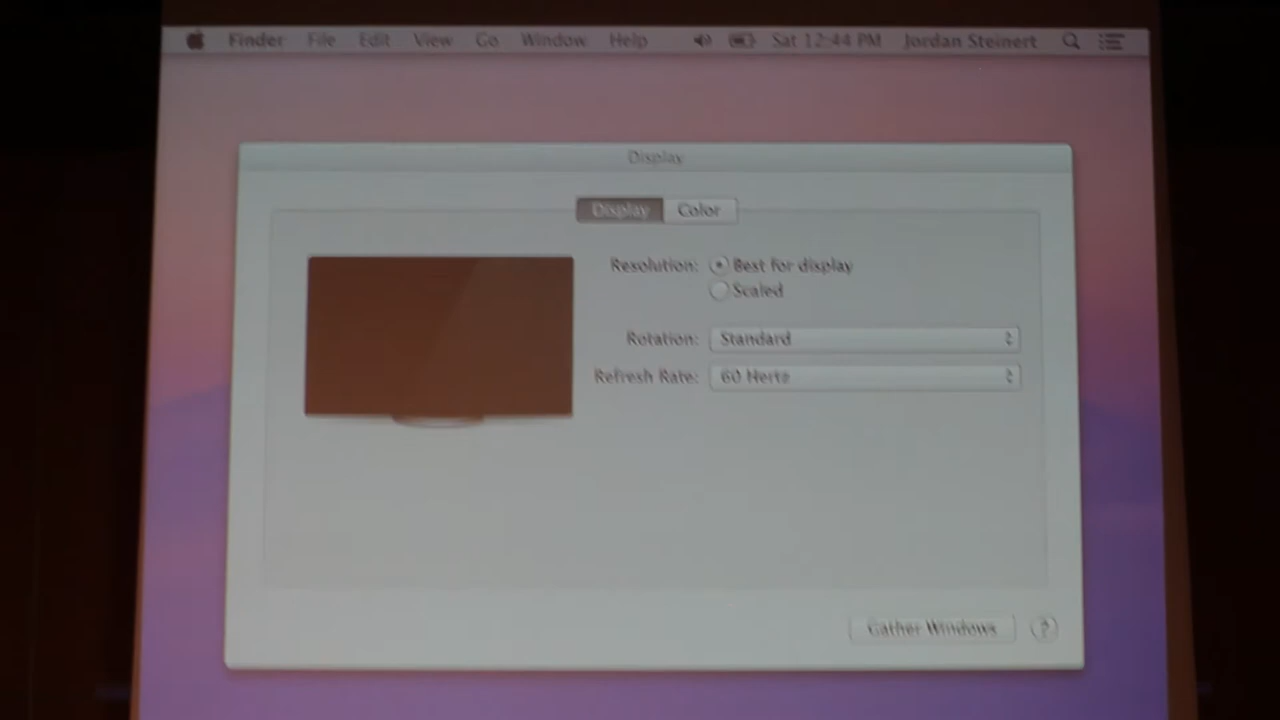 Finder File Edit View Go Window Help Sat 12:44 PM Jordan Steinert
Display
Display Color
Resolution: Best for display
Scaled
Rotation: Standard
Refresh Rate: 60 Hertz
Gather Windows ?